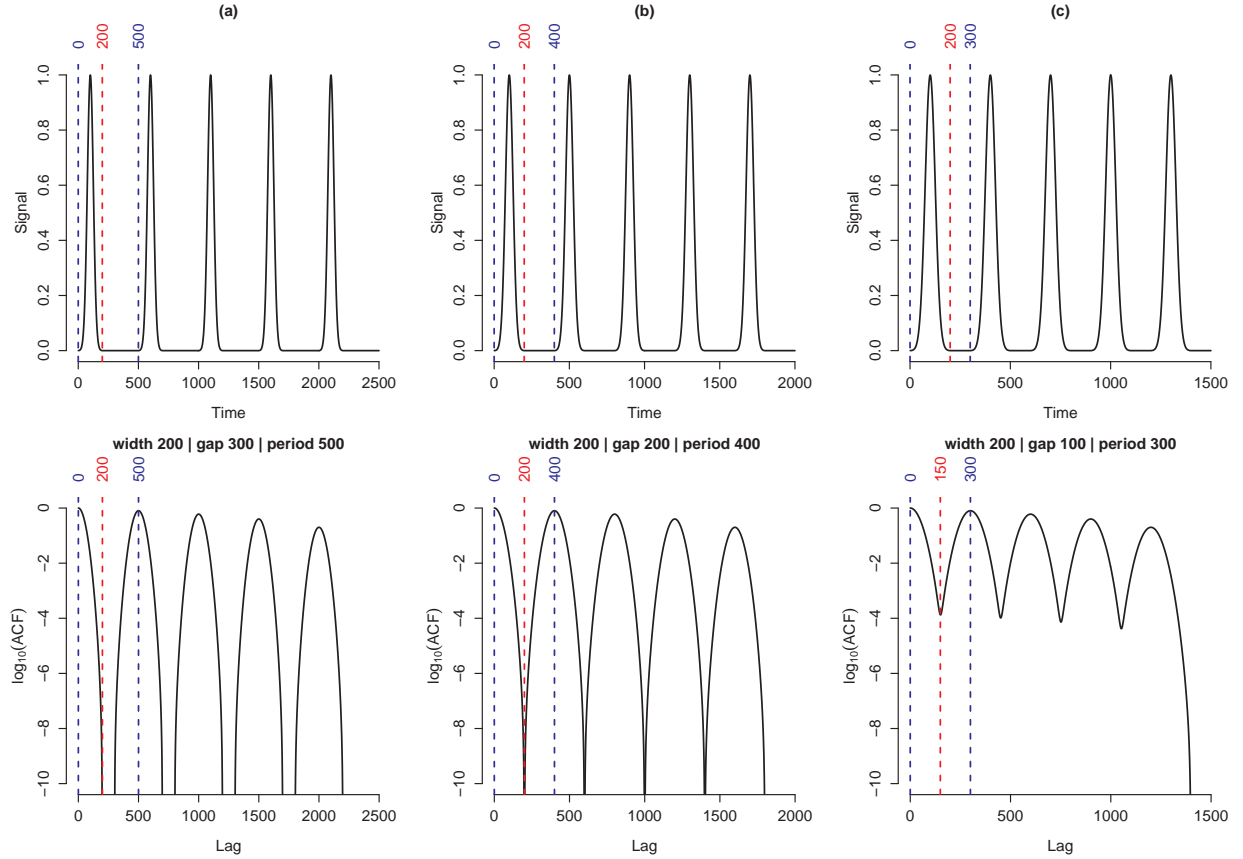 (a)
0 200 500
Signal
0.0 0.2 0.4 0.6 0.8 1.0
0 500 1000 1500 2000 2500
Time
(b)
0 200 400
Signal
0.0 0.2 0.4 0.6 0.8 1.0
0 500 1000 1500 2000
Time
(c)
0 200 300
Signal
0.0 0.2 0.4 0.6 0.8 1.0
0 500 1000 1500
Time
width 200 | gap 300 | period 500
0 200 500
log₁₀(ACF)
−10 −8 −6 −4 −2 0
0 500 1000 1500 2000 2500
Lag
width 200 | gap 200 | period 400
0 200 400
log₁₀(ACF)
−10 −8 −6 −4 −2 0
0 500 1000 1500 2000
Lag
width 200 | gap 100 | period 300
0 150 300
log₁₀(ACF)
−10 −8 −6 −4 −2 0
0 500 1000 1500
Lag